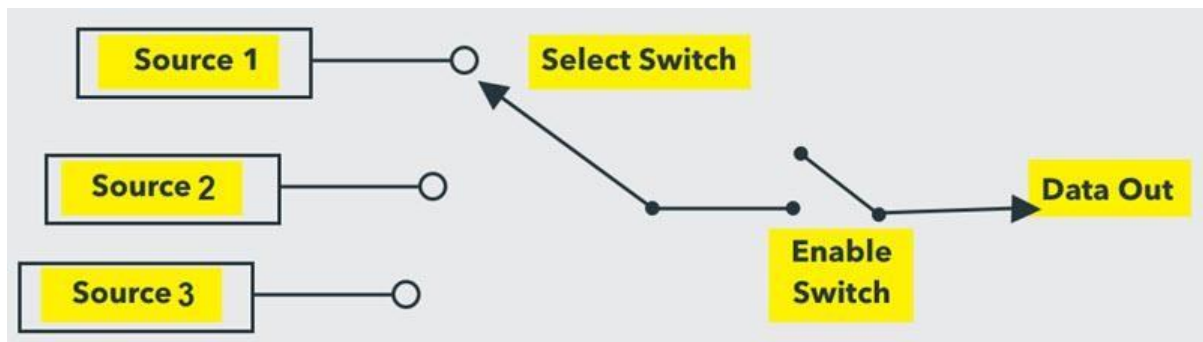 Source 1
Select Switch
Source 2
Data Out
Source 3
Enable
Switch